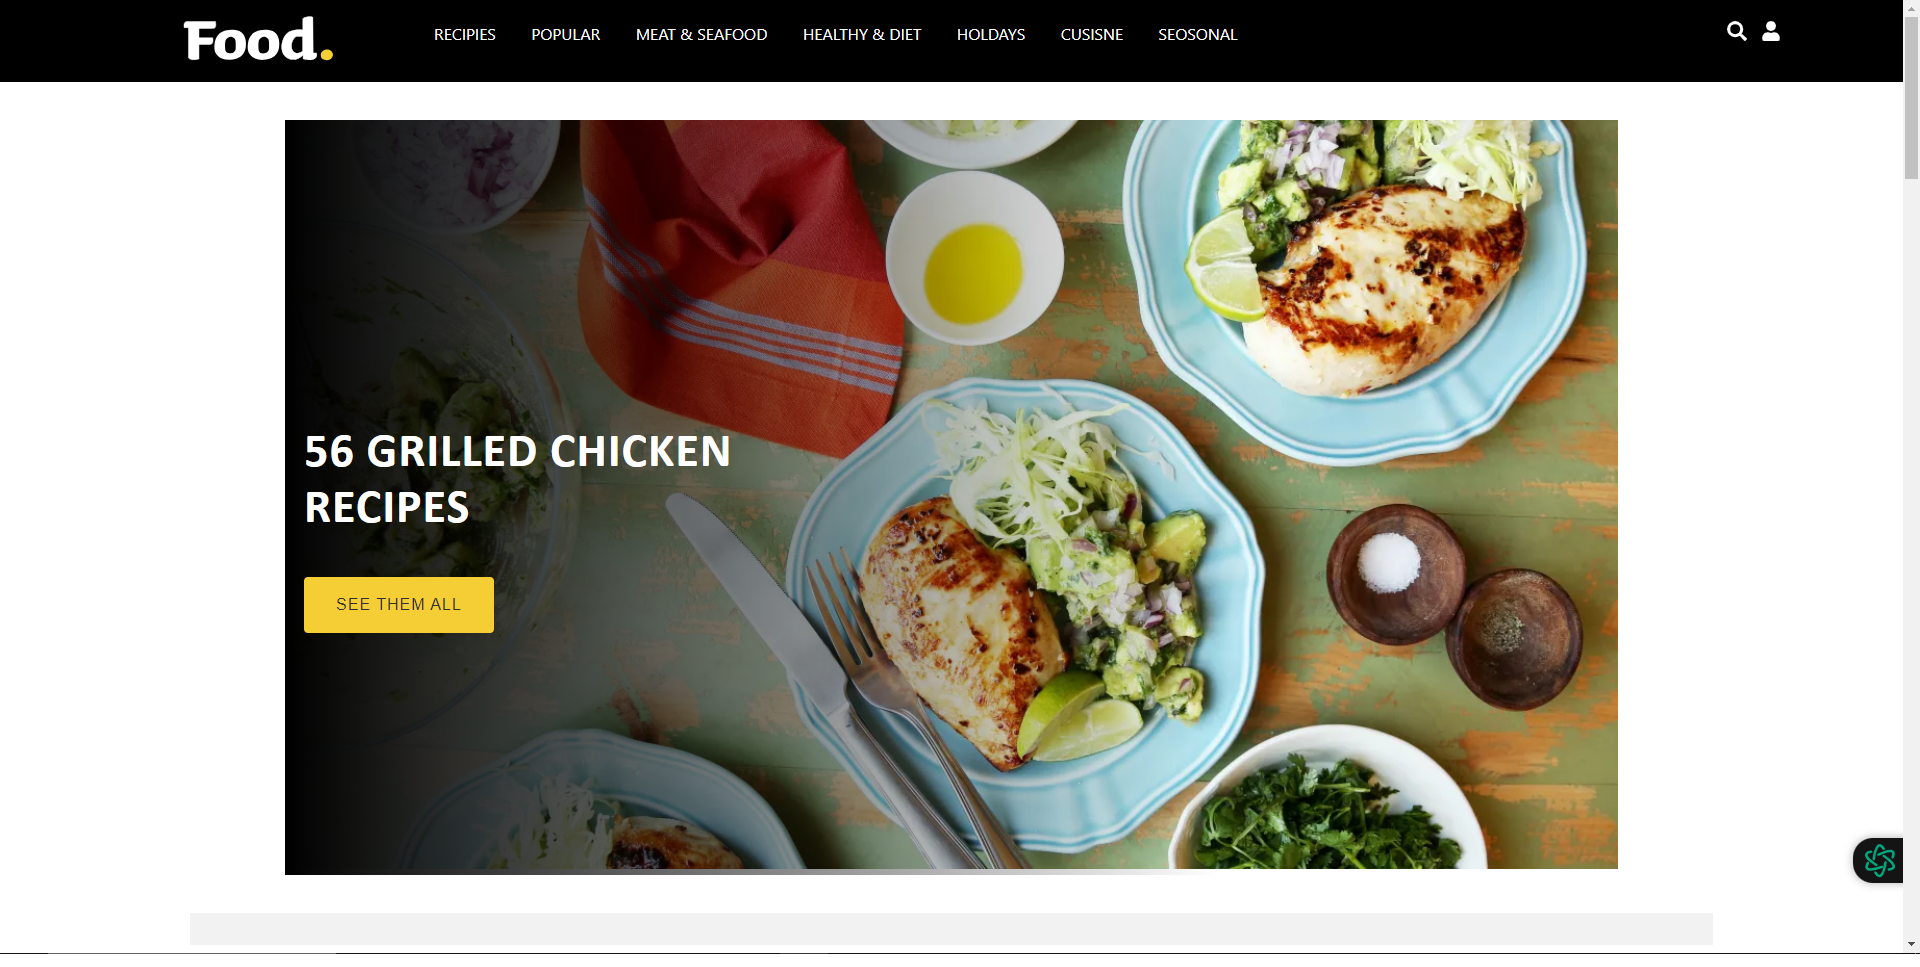 Food.
RECIPIES POPULAR MEAT & SEAFOOD HEALTHY & DIET HOLDAYS CUSISNE SEOSONAL
56 GRILLED CHICKEN
RECIPES
SEE THEM ALL